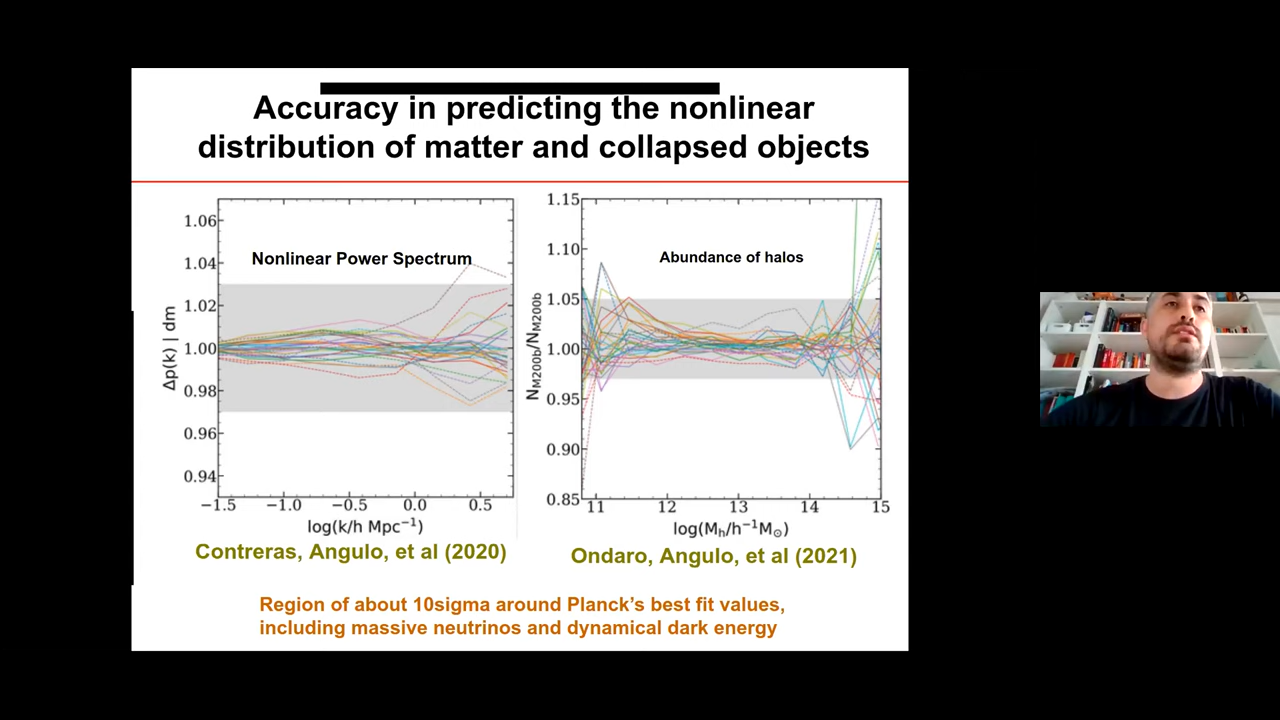 Accuracy in predicting the nonlinear
distribution of matter and collapsed objects
1.06
1.04
1.02
1.00
0.98
0.96
0.94
Δp(k) | dm
Nonlinear Power Spectrum
−1.5 −1.0 −0.5 0.0 0.5
log(k/h Mpc⁻¹)
Contreras, Angulo, et al (2020)
1.15
1.10
1.05
1.00
0.95
0.90
0.85
N_M200b/N_M200b
Abundance of halos
11 12 13 14 15
log(M_h/h⁻¹M_⊙)
Ondaro, Angulo, et al (2021)
Region of about 10sigma around Planck’s best fit values,
including massive neutrinos and dynamical dark energy